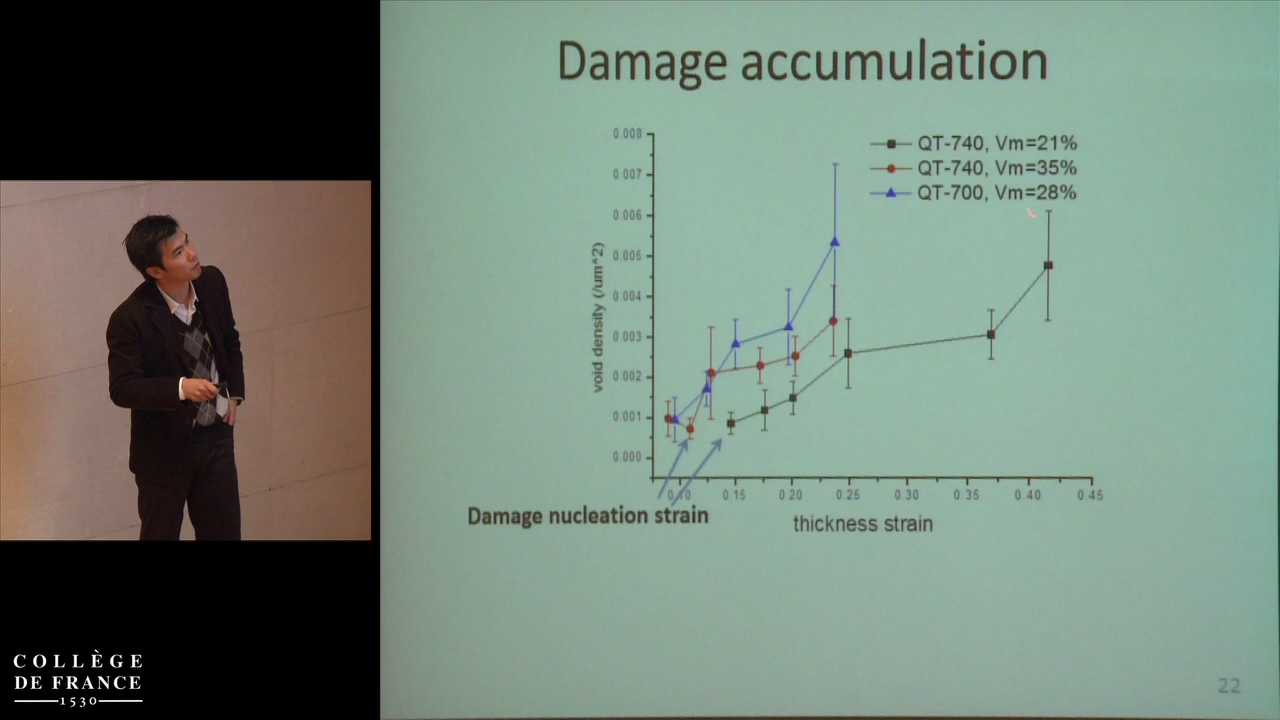 Damage accumulation
0.008
0.007
0.006
0.005
0.004
0.003
0.002
0.001
0.000
void density (/um^2)
QT-740, Vm=21%
QT-740, Vm=35%
QT-700, Vm=28%
0.10 0.15 0.20 0.25 0.30 0.35 0.40 0.45
thickness strain
Damage nucleation strain
22
COLLÈGE
DE FRANCE
1530